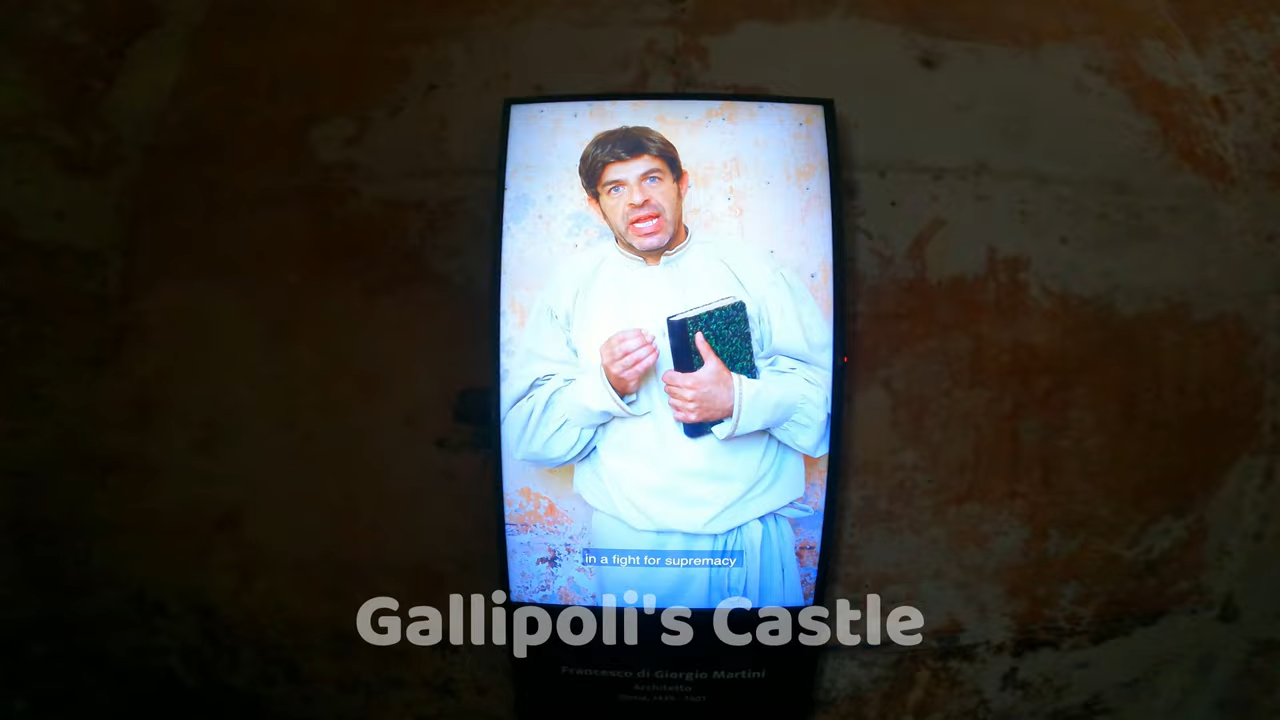 in a fight for supremacy
Gallipoli's Castle
Francesco di Giorgio Martini
Architetto